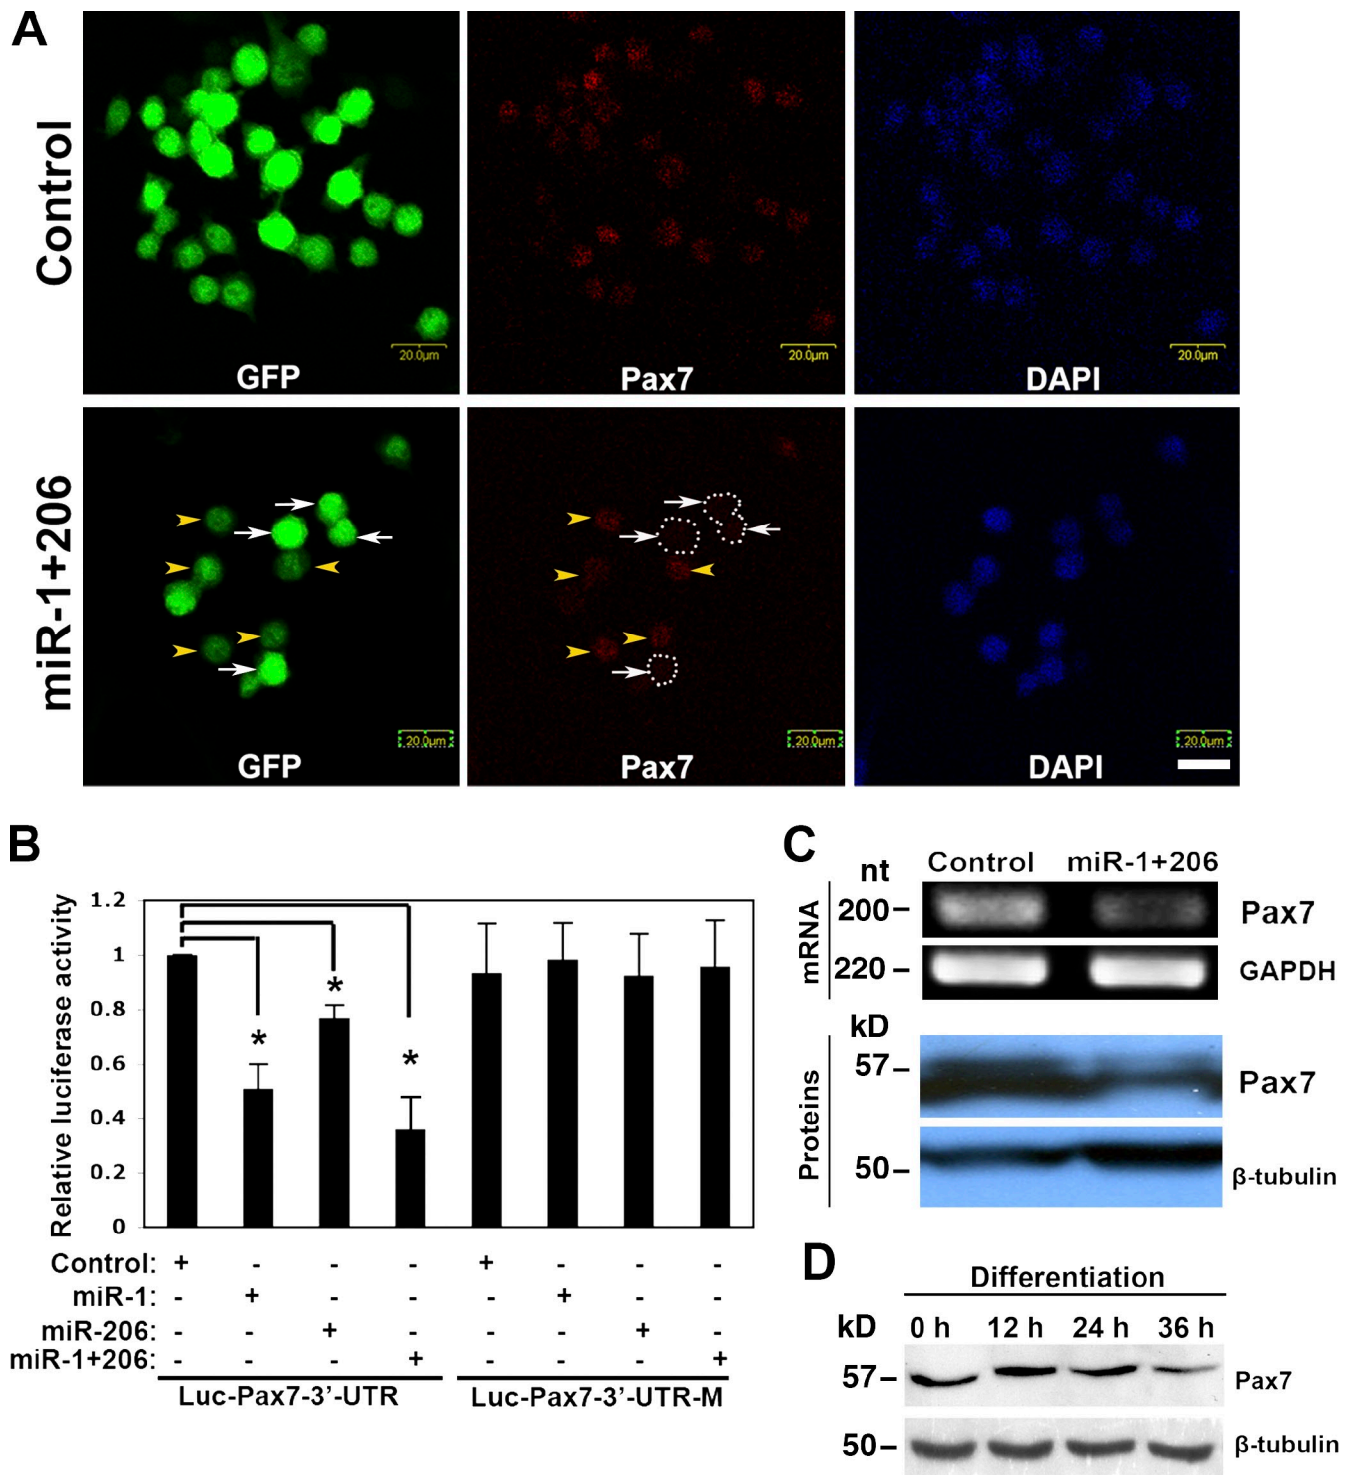 A
Control
20.0µm
GFP
20.0µm
Pax7
20.0µm
DAPI
miR-1+206
20.0µm
GFP
20.0µm
Pax7
20.0µm
DAPI
B
Relative luciferase activity
1.2
1
0.8
0.6
0.4
0.2
0
* * *
Control: + - - - + - - -
miR-1: - + - - - + - -
miR-206: - - + - - - + -
miR-1+206: - - - + - - - +
Luc-Pax7-3’-UTR
Luc-Pax7-3’-UTR-M
C
nt Control miR-1+206
mRNA
200 Pax7
220 GAPDH
kD
Proteins
57 Pax7
50 β-tubulin
D
Differentiation
kD 0 h 12 h 24 h 36 h
57 Pax7
50 β-tubulin